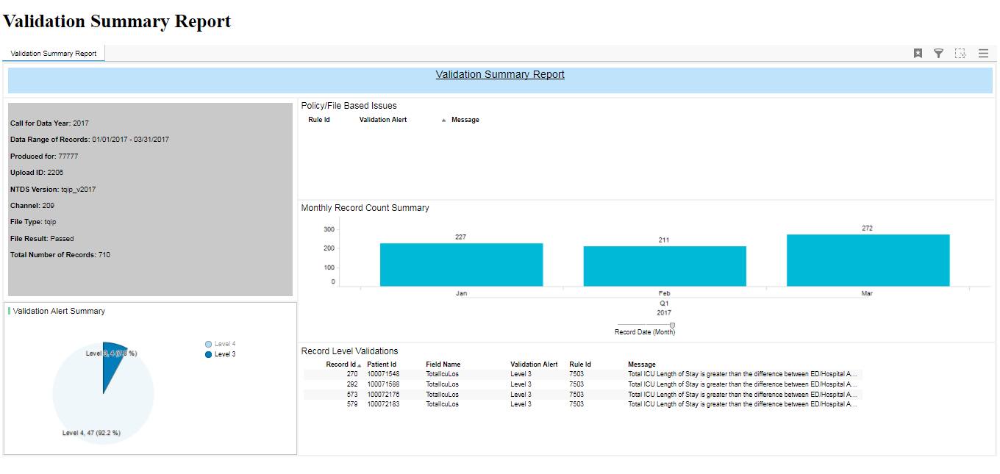 Validation Summary Report
Validation Summary Report
Validation Summary Report
Call for Data Year: 2017
Data Range of Records: 01/01/2017 - 03/31/2017
Produced for: 77777
Upload ID: 2206
NTDS Version: tqip_v2017
Channel: 209
File Type: tqip
File Result: Passed
Total Number of Records: 710
Validation Alert Summary
Level 3, 4 (7.8 %)
Level 4
Level 3
Level 4, 47 (92.2 %)
Policy/File Based Issues
Rule Id Validation Alert Message
Monthly Record Count Summary
300
200
100
0
227
211
272
Jan Feb Mar
Q1
2017
Record Date (Month)
Record Level Validations
Record Id Patient Id Field Name Validation Alert Rule Id Message
270 100071548 TotalIcuLos Level 3 7503 Total ICU Length of Stay is greater than the difference between ED/Hospital A...
292 100071588 TotalIcuLos Level 3 7503 Total ICU Length of Stay is greater than the difference between ED/Hospital A...
573 100072176 TotalIcuLos Level 3 7503 Total ICU Length of Stay is greater than the difference between ED/Hospital A...
579 100072183 TotalIcuLos Level 3 7503 Total ICU Length of Stay is greater than the difference between ED/Hospital A...